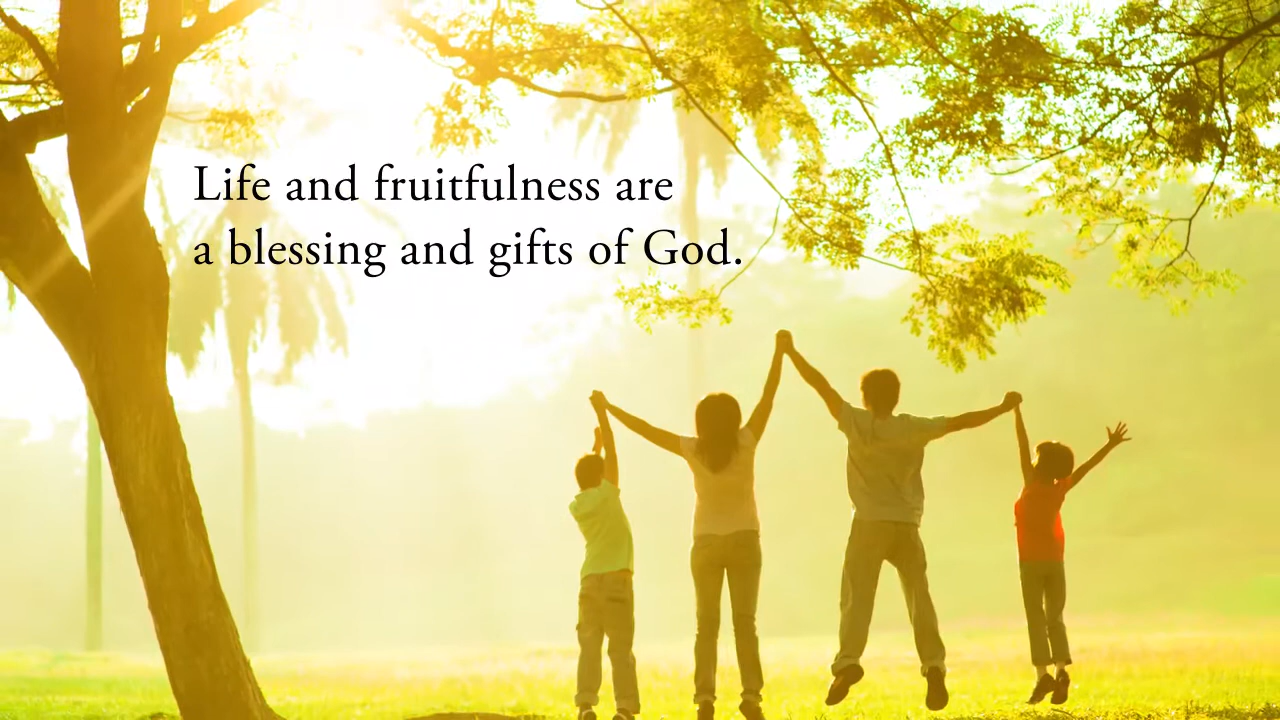 Life and fruitfulness are
a blessing and gifts of God.